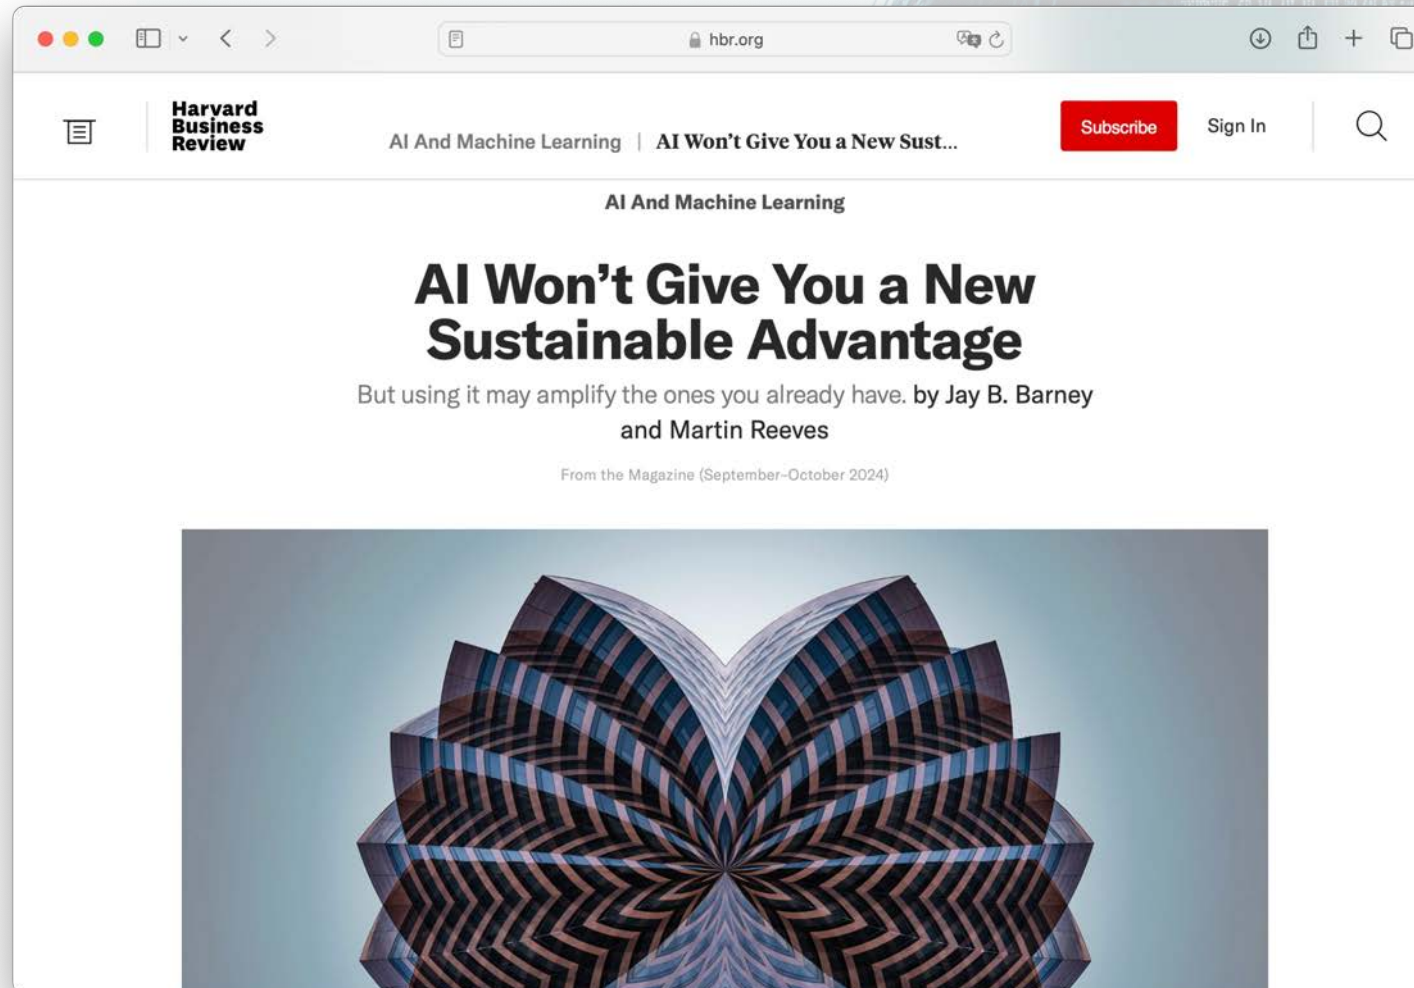 hbr.org
Harvard
Business
Review
AI And Machine Learning | AI Won’t Give You a New Sust...
Subscribe
Sign In
AI And Machine Learning
AI Won’t Give You a New
Sustainable Advantage
But using it may amplify the ones you already have. by Jay B. Barney
and Martin Reeves
From the Magazine (September–October 2024)